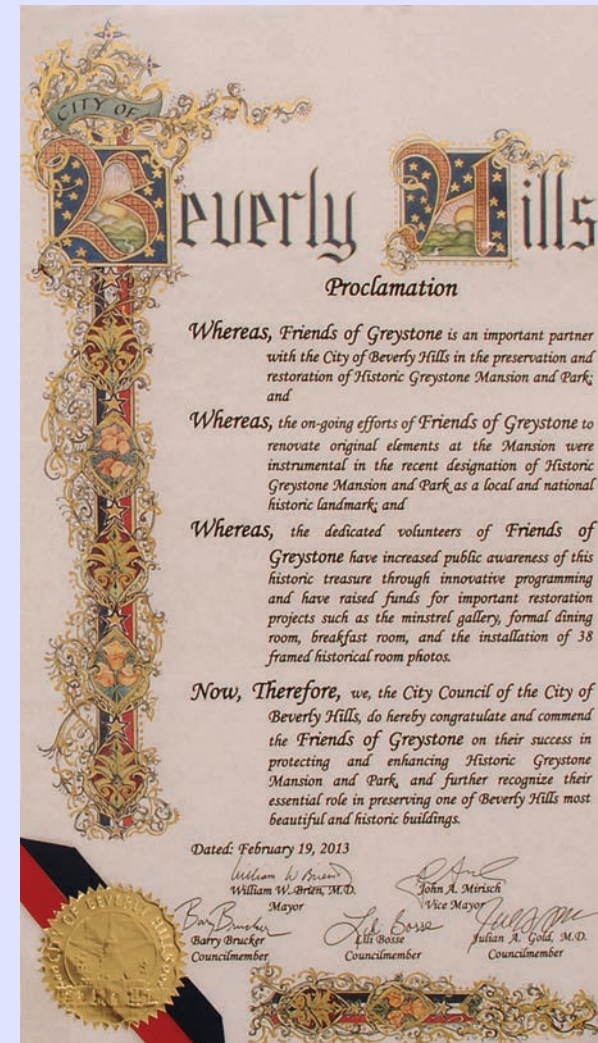 CITY OF
Beverly Hills
Proclamation
Whereas, Friends of Greystone is an important partner
with the City of Beverly Hills in the preservation and
restoration of Historic Greystone Mansion and Park;
and
Whereas, the on-going efforts of Friends of Greystone to
renovate original elements at the Mansion were
instrumental in the recent designation of Historic
Greystone Mansion and Park as a local and national
historic landmark; and
Whereas, the dedicated volunteers of Friends of
Greystone have increased public awareness of this
historic treasure through innovative programming
and have raised funds for important restoration
projects such as the minstrel gallery, formal dining
room, breakfast room, and the installation of 38
framed historical room photos.
Now, Therefore, we, the City Council of the City of
Beverly Hills, do hereby congratulate and commend
the Friends of Greystone on their success in
protecting and enhancing Historic Greystone
Mansion and Park, and further recognize their
essential role in preserving one of Beverly Hills most
beautiful and historic buildings.
Dated: February 19, 2013
William W. Brien, M.D.
Mayor
John A. Mirisch
Vice Mayor
Barry Brucker
Councilmember
Lili Bosse
Councilmember
Julian A. Gold, M.D.
Councilmember
CITY OF BEVERLY HILLS